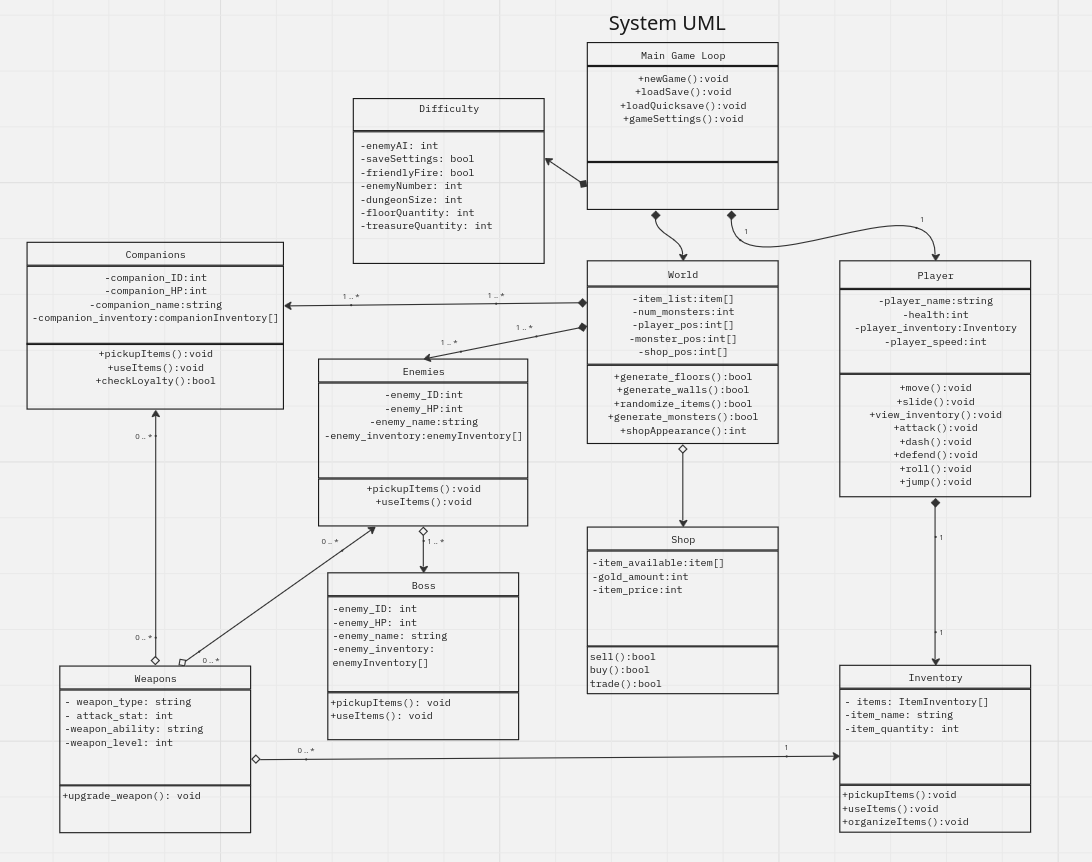 System UML
Main Game Loop
+newGame():void
+loadSave():void
+loadQuicksave():void
+gameSettings():void
Difficulty
-enemyAI: int
-saveSettings: bool
-friendlyFire: bool
-enemyNumber: int
-dungeonSize: int
-floorQuantity: int
-treasureQuantity: int
1
1
Companions
-companion_ID:int
-companion_HP:int
-companion_name:string
-companion_inventory:companionInventory[]
+pickupItems():void
+useItems():void
+checkLoyalty():bool
1..*
1..*
World
-item_list:item[]
-num_monsters:int
-player_pos:int[]
-monster_pos:int[]
-shop_pos:int[]
+generate_floors():bool
+generate_walls():bool
+randomize_items():bool
+generate_monsters():bool
+shopAppearance():int
Player
-player_name:string
-health:int
-player_inventory:Inventory
-player_speed:int
+move():void
+slide():void
+view_inventory():void
+attack():void
+dash():void
+defend():void
+roll():void
+jump():void
1..*
1..*
Enemies
-enemy_ID:int
-enemy_HP:int
-enemy_name:string
-enemy_inventory:enemyInventory[]
+pickupItems():void
+useItems():void
0..*
0..*
0..*
0..*
1..*
Boss
-enemy_ID: int
-enemy_HP: int
-enemy_name: string
-enemy_inventory:
enemyInventory[]
+pickupItems(): void
+useItems(): void
Shop
-item_available:item[]
-gold_amount:int
-item_price:int
sell():bool
buy():bool
trade():bool
1
1
Weapons
- weapon_type: string
- attack_stat: int
-weapon_ability: string
-weapon_level: int
+upgrade_weapon(): void
0..*
1
Inventory
- items: ItemInventory[]
-item_name: string
-item_quantity: int
+pickupItems():void
+useItems():void
+organizeItems():void